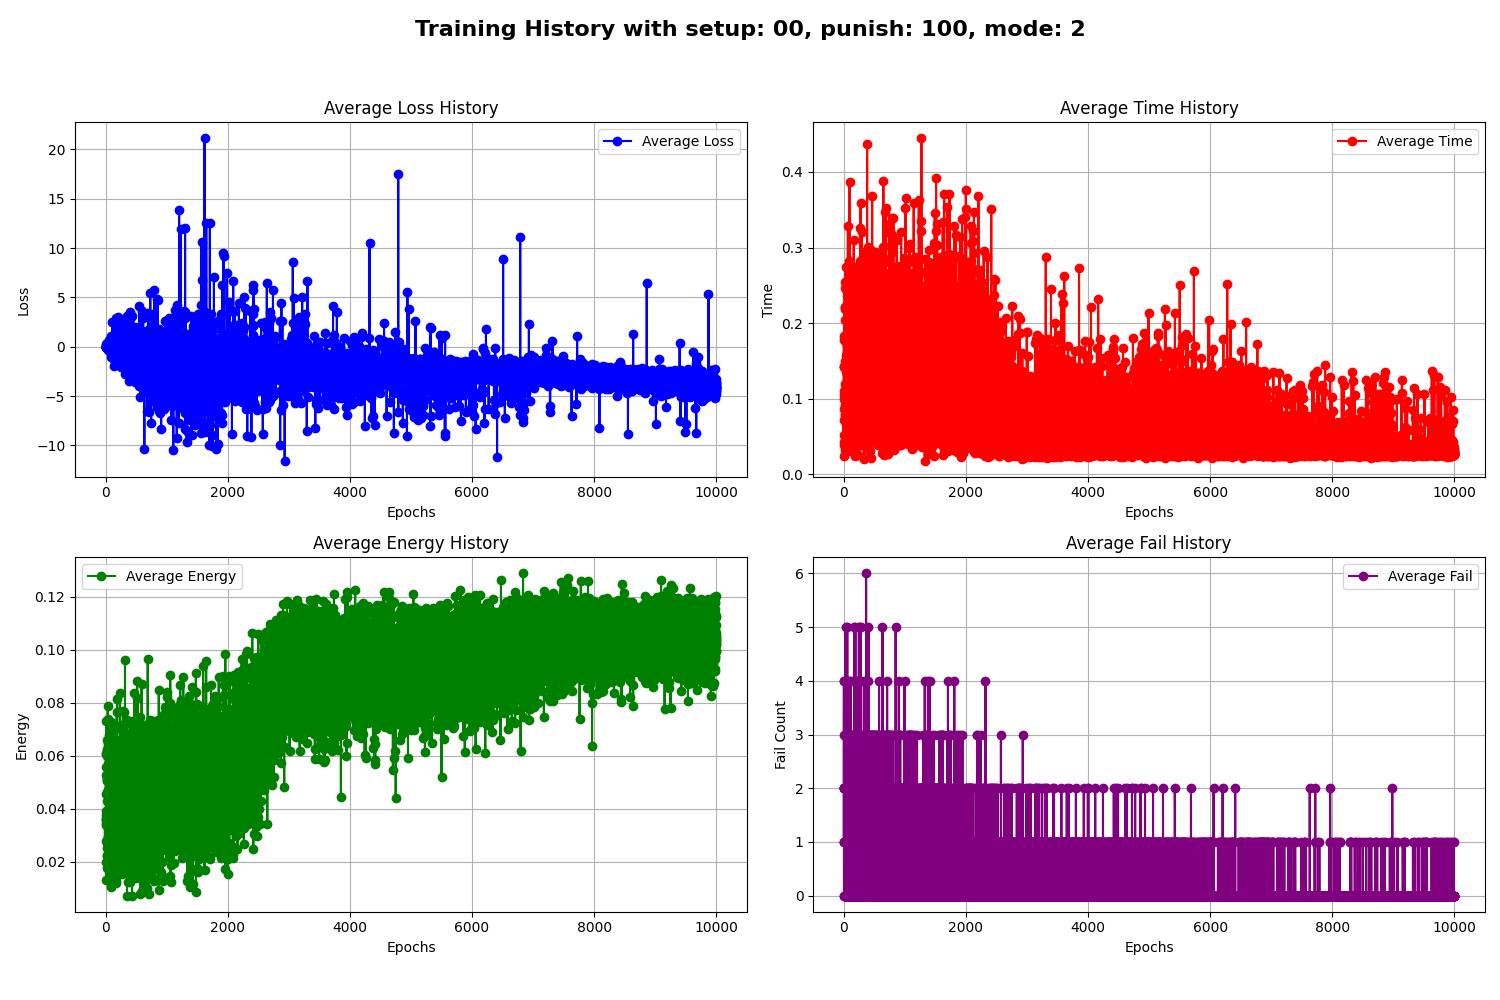 Training History with setup: 00, punish: 100, mode: 2
Average Loss History
Average Loss
20
15
10
5
0
−5
−10
Loss
0 2000 4000 6000 8000 10000
Epochs
Average Time History
Average Time
0.4
0.3
0.2
0.1
0.0
Time
0 2000 4000 6000 8000 10000
Epochs
Average Energy History
Average Energy
0.12
0.10
0.08
0.06
0.04
0.02
Energy
0 2000 4000 6000 8000 10000
Epochs
Average Fail History
Average Fail
6
5
4
3
2
1
0
Fail Count
0 2000 4000 6000 8000 10000
Epochs